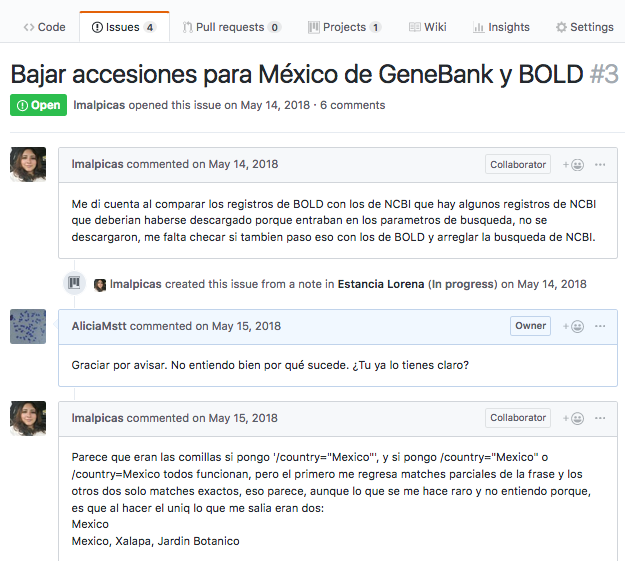 Code Issues 4 Pull requests 0 Projects 1 Wiki Insights Settings
Bajar accesiones para México de GeneBank y BOLD #3
Open lmalpicas opened this issue on May 14, 2018 · 6 comments
lmalpicas commented on May 14, 2018 Collaborator
Me di cuenta al comparar los registros de BOLD con los de NCBI que hay algunos registros de NCBI
que deberian haberse descargado porque entraban en los parametros de busqueda, no se
descargaron, me falta checar si tambien paso eso con los de BOLD y arreglar la busqueda de NCBI.
lmalpicas created this issue from a note in Estancia Lorena (In progress) on May 14, 2018
AliciaMstt commented on May 15, 2018 Owner
Graciar por avisar. No entiendo bien por qué sucede. ¿Tu ya lo tienes claro?
lmalpicas commented on May 15, 2018 Collaborator
Parece que eran las comillas si pongo '/country="Mexico"', y si pongo /country="Mexico" o
/country=Mexico todos funcionan, pero el primero me regresa matches parciales de la frase y los
otros dos solo matches exactos, eso parece, aunque lo que se me hace raro y no entiendo porque,
es que al hacer el uniq lo que me salia eran dos:
Mexico
Mexico, Xalapa, Jardin Botanico